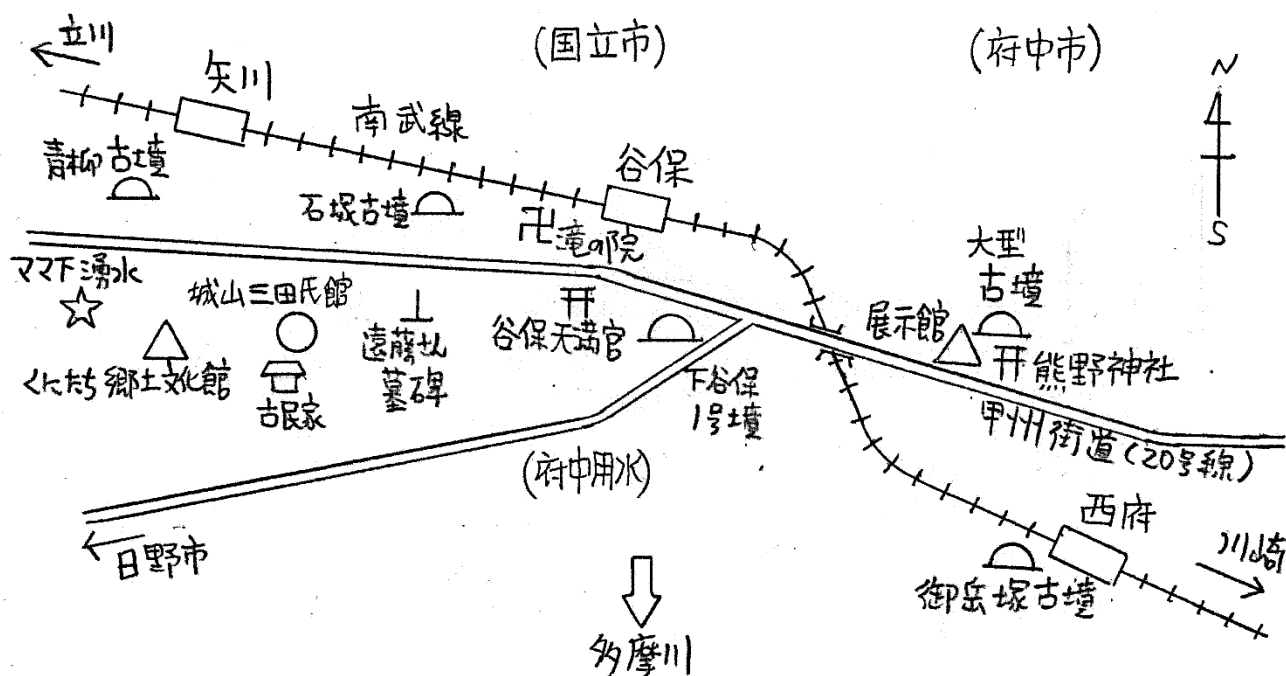 立川
(国立市)
(府中市)
N
S
矢川
南武線
谷保
青柳古墳
石塚古墳
滝の院
大型
古墳
展示館
熊野神社
ママ下湧水
城山三田氏館
くにたち郷土文化館
古民家
遠藤
墓碑
谷保天満宮
下谷保
1号墳
甲州街道(20号線)
(府中用水)
日野市
西府
川崎
御岳塚古墳
多摩川